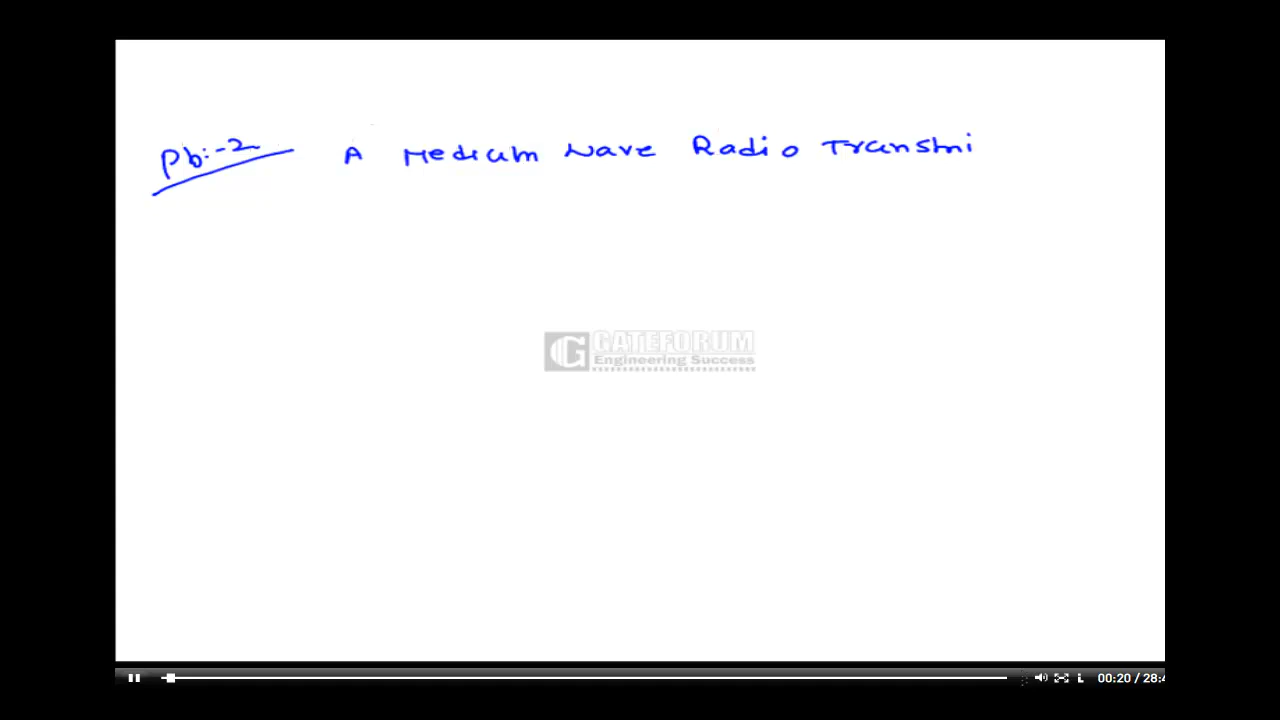 Pb:-2 A Medium Wave Radio Transmi
G GATEFORUM
Engineering Success
00:20 / 28:4